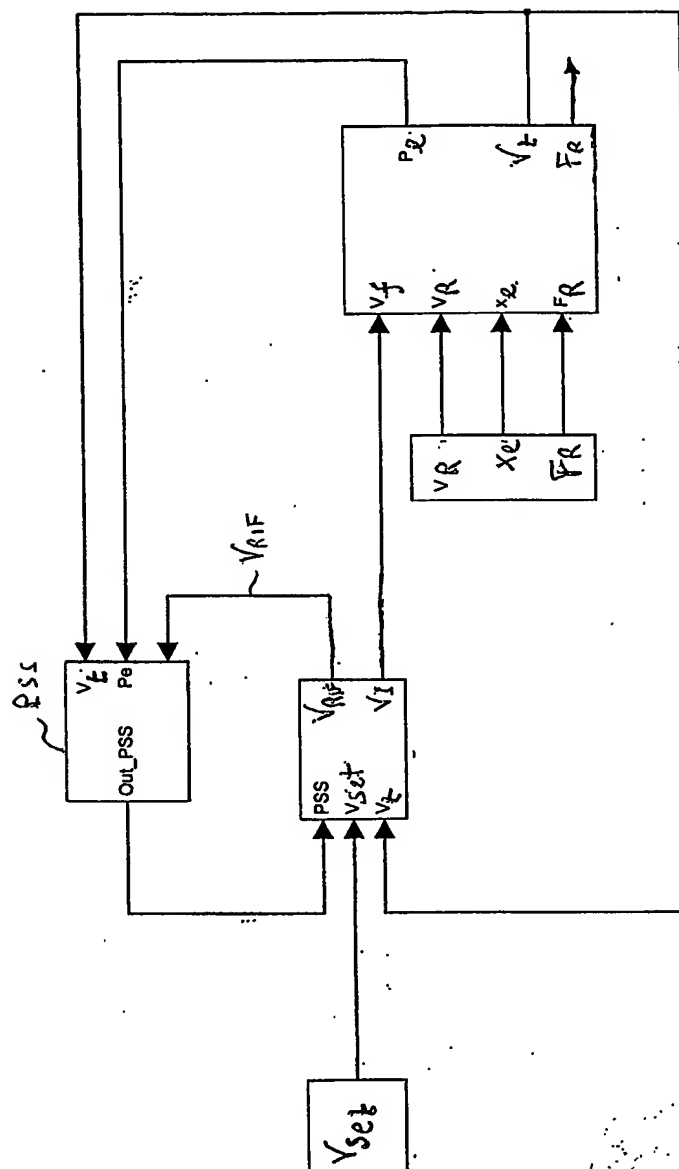 PSS
Vt
Pe
Out_PSS
VRIF
PSS
Vset
Vt
VRIF
VI
Vset
VR
Xe
FR
Vf
VR
Xe
FR
Pe
Vt
FR